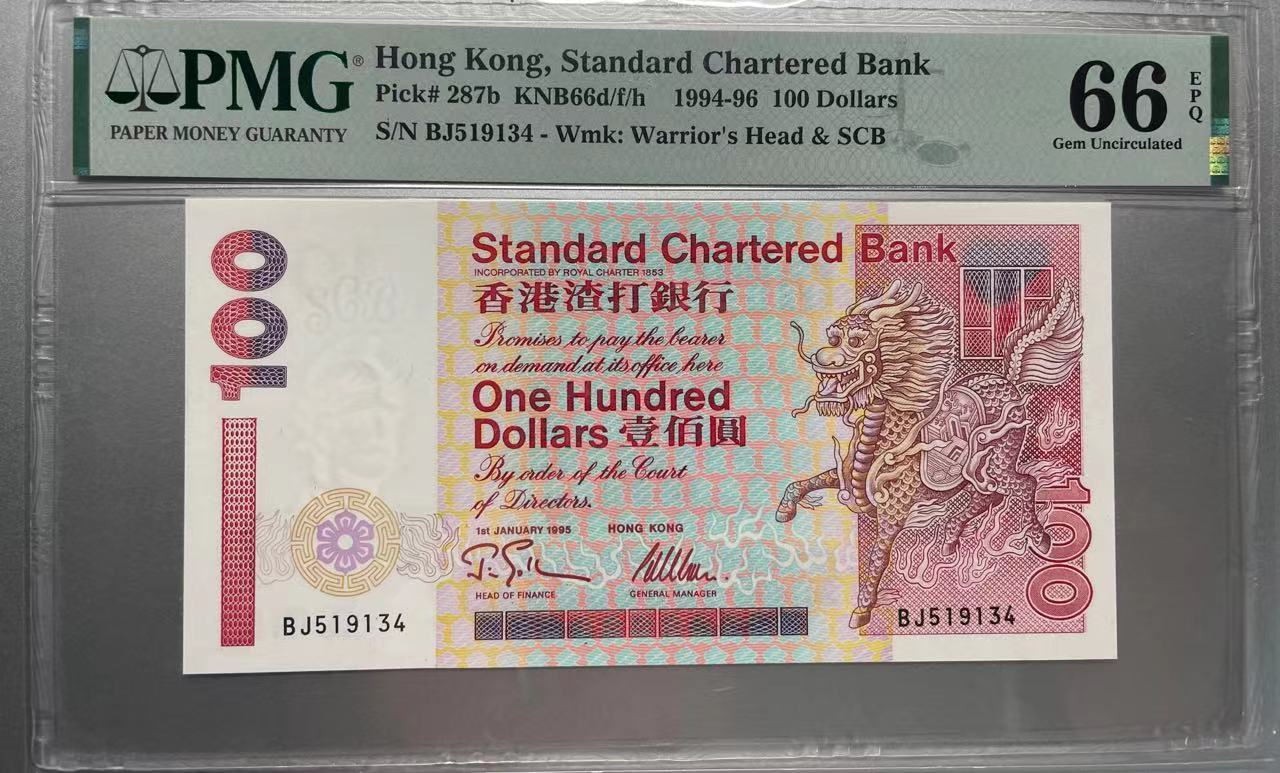 PMG®
PAPER MONEY GUARANTY
Hong Kong, Standard Chartered Bank
Pick# 287b KNB66d/f/h 1994-96 100 Dollars
S/N BJ519134 - Wmk: Warrior's Head & SCB
66
EPQ
Gem Uncirculated
100
Standard Chartered Bank
INCORPORATED BY ROYAL CHARTER 1853
香港渣打銀行
Promises to pay the bearer
on demand at its office here
One Hundred
Dollars 壹佰圓
By order of the Court
of Directors.
1st JANUARY 1995 HONG KONG
HEAD OF FINANCE GENERAL MANAGER
BJ519134
BJ519134
100